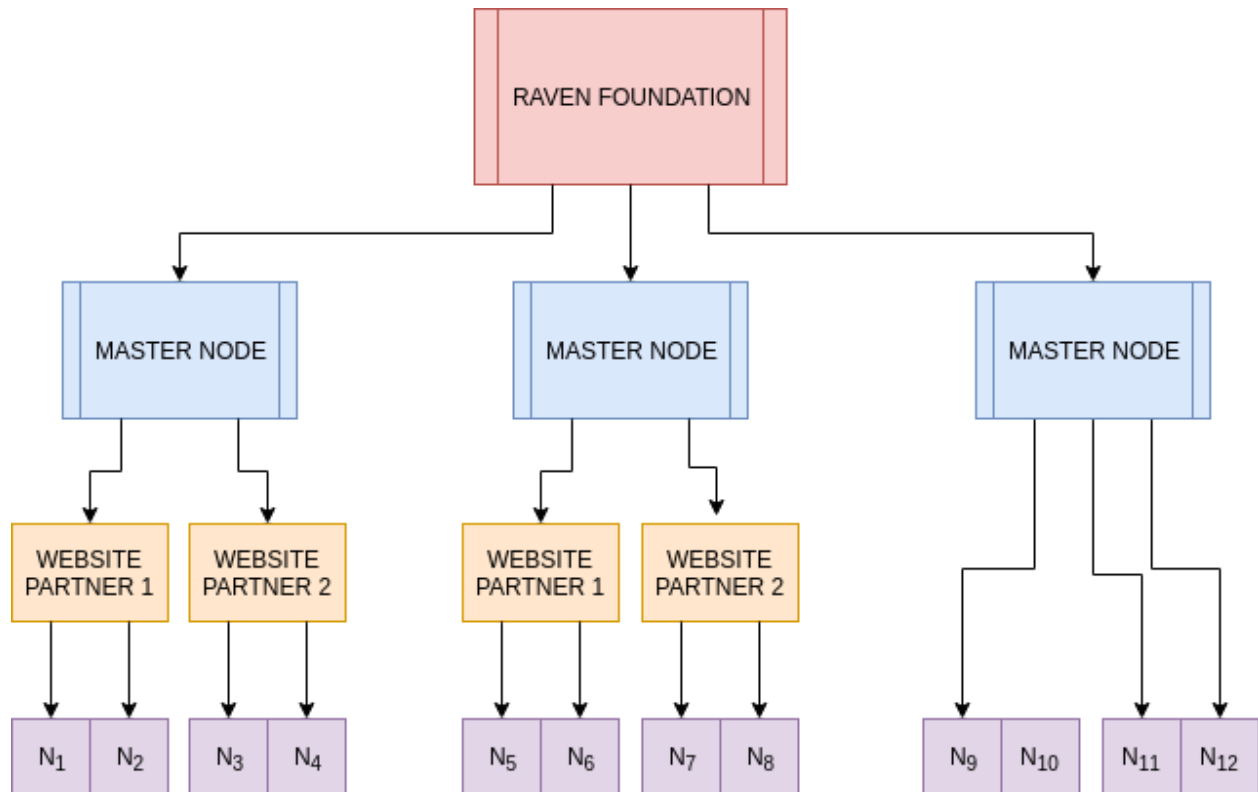 RAVEN FOUNDATION
MASTER NODE
MASTER NODE
MASTER NODE
WEBSITE
PARTNER 1
WEBSITE
PARTNER 2
WEBSITE
PARTNER 1
WEBSITE
PARTNER 2
N1
N2
N3
N4
N5
N6
N7
N8
N9
N10
N11
N12